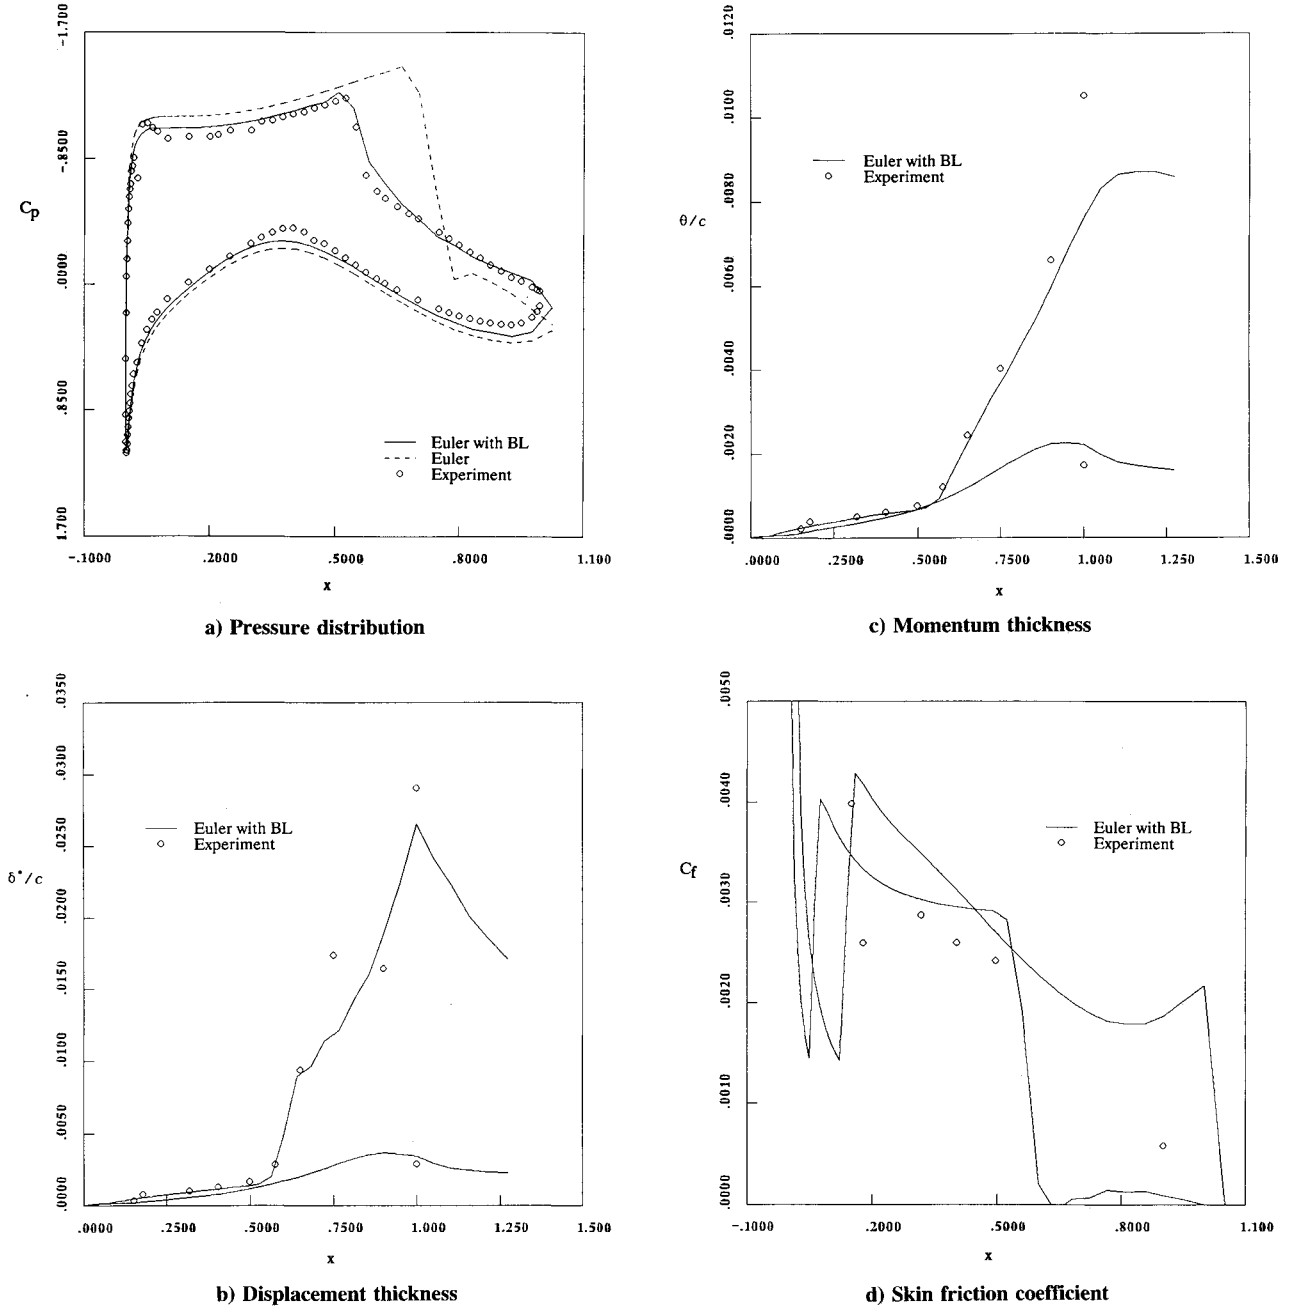 -1.700
-.8500
.0000
.8500
1.700
Cp
Euler with BL
Euler
Experiment
-.1000 .2000 .5000 .8000 1.100
x
a) Pressure distribution
.0120
.0100
.0080
.0060
.0040
.0020
.0000
θ/c
Euler with BL
Experiment
.0000 .2500 .5000 .7500 1.000 1.250 1.500
x
c) Momentum thickness
.0350
.0300
.0250
.0200
.0150
.0100
.0050
.0000
δ*/c
Euler with BL
Experiment
.0000 .2500 .5000 .7500 1.000 1.250 1.500
x
b) Displacement thickness
.0050
.0040
.0030
.0020
.0010
.0000
Cf
Euler with BL
Experiment
-.1000 .2000 .5000 .8000 1.100
x
d) Skin friction coefficient